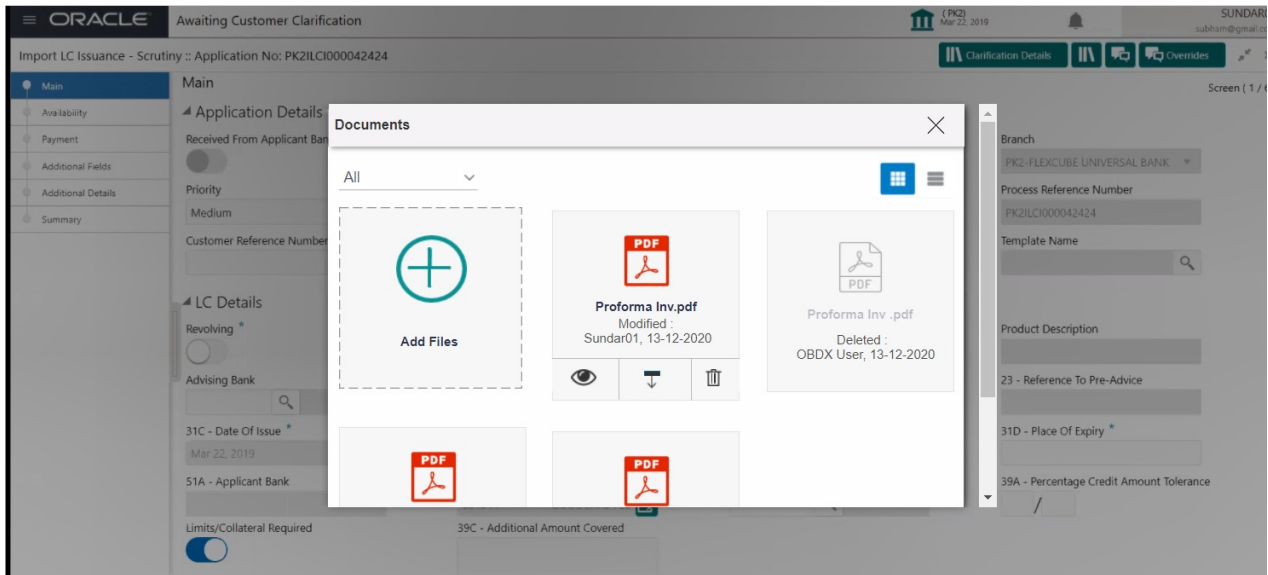 ORACLE
Awaiting Customer Clarification
(PK2)
Mar 22, 2019
subham@gmail.co
Import LC Issuance - Scrutiny :: Application No: PK2ILCI000042424
Clarification Details
Overrides
Main
Availability
Payment
Additional Fields
Additional Details
Summary
Main
Screen ( 1 / 6
Application Details
Received From Applicant Ban
Priority
Medium
Customer Reference Number
LC Details
Revolving *
Advising Bank
31C - Date Of Issue *
Mar 22, 2019
51A - Applicant Bank
Limits/Collateral Required
39C - Additional Amount Covered
Documents
All
Add Files
PDF
Proforma Inv.pdf
Modified :
Sundar01, 13-12-2020
PDF
Proforma Inv .pdf
Deleted :
OBDX User, 13-12-2020
PDF
PDF
Branch
PK2-FLEXCUBE UNIVERSAL BANK
Process Reference Number
PK2ILCI000042424
Template Name
Product Description
23 - Reference To Pre-Advice
31D - Place Of Expiry *
39A - Percentage Credit Amount Tolerance
/